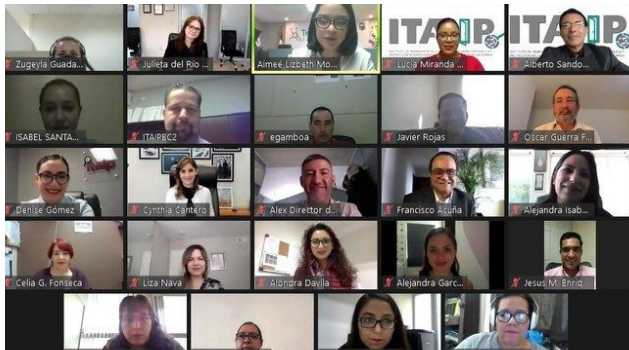 Zugeyla Guada...
Julieta del Río ...
Aimeé Lizbeth Mo...
ITAIP
Lucía Miranda ...
ITAIP
Alberto Sando...
ISABEL SANTA...
ITAIPBC2
egamboa
Javier Rojas
Oscar Guerra F...
Denise Gómez
Cynthia Cantero
Alex Director d...
Francisco Acuña
Alejandra Isab...
Celia G. Fonseca
Liza Nava
Alondra Dávila
Alejandra Garc...
Jesus M. Enriq...